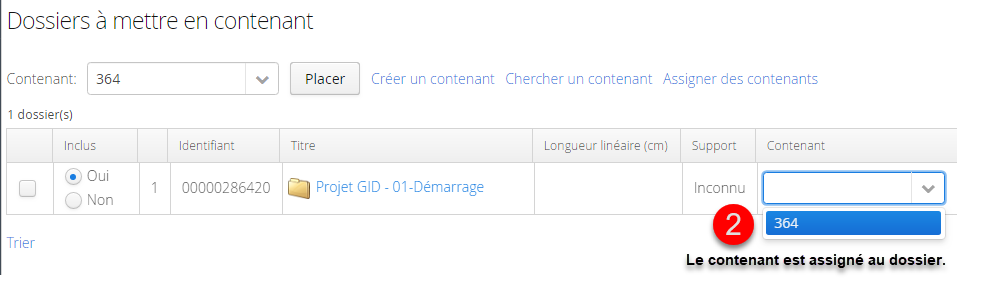 Dossiers à mettre en contenant
Contenant: 364 Placer Créer un contenant Chercher un contenant Assigner des contenants
1 dossier(s)
Inclus Identifiant Titre Longueur linéaire (cm) Support Contenant
Oui
Non
1 00000286420 Projet GID - 01-Démarrage Inconnu
364
2
Trier
Le contenant est assigné au dossier.